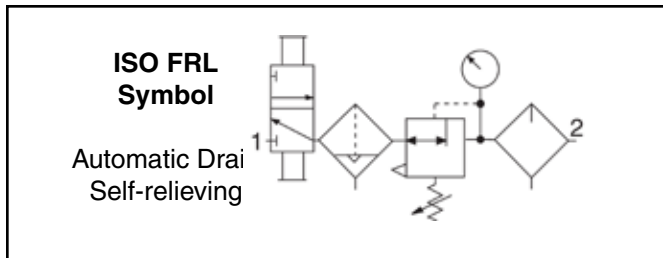 ISO FRL
Symbol
1
2
Automatic Drai
Self-relieving